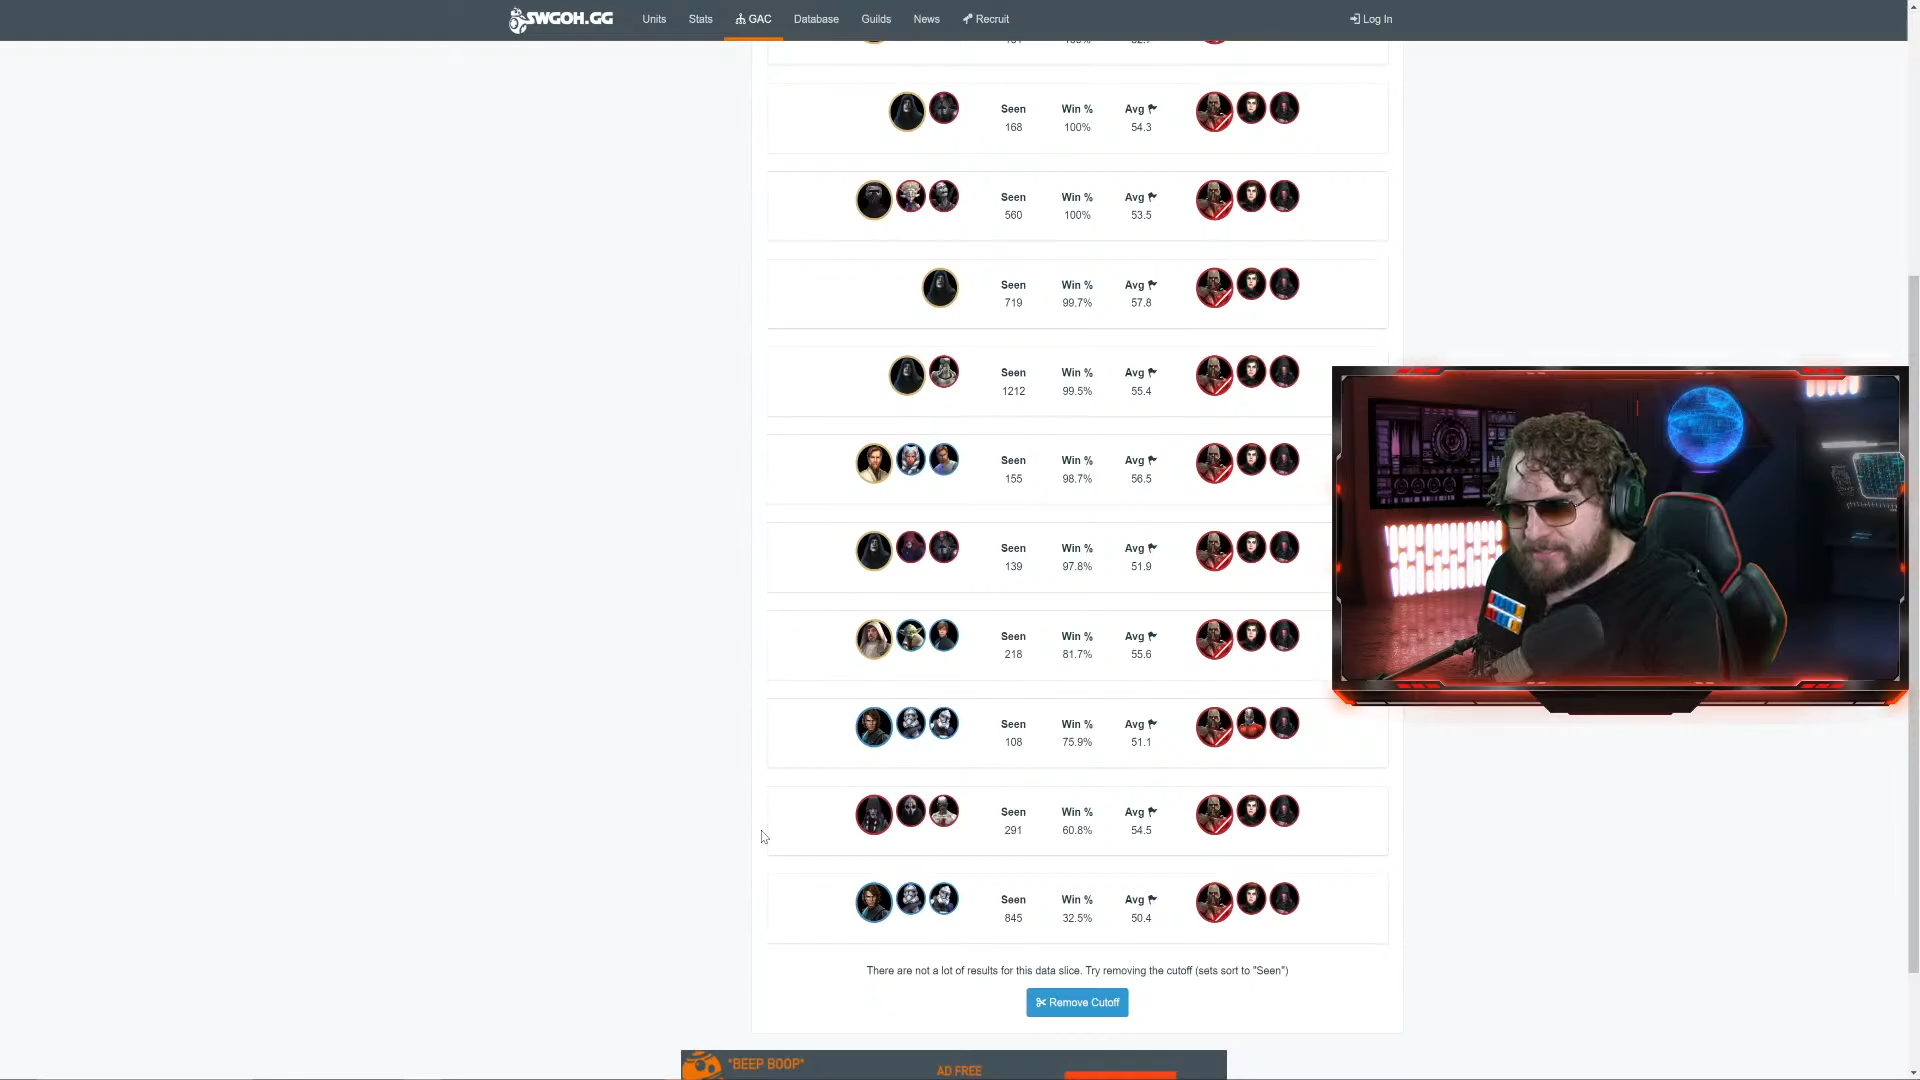 SWGOH.GG Units Stats GAC Database Guilds News Recruit Log In
Seen Win % Avg
168 100% 54.3
Seen Win % Avg
560 100% 53.5
Seen Win % Avg
719 99.7% 57.8
Seen Win % Avg
1212 99.5% 55.4
Seen Win % Avg
155 98.7% 56.5
Seen Win % Avg
139 97.8% 51.9
Seen Win % Avg
218 81.7% 55.6
Seen Win % Avg
108 75.9% 51.1
Seen Win % Avg
291 60.8% 54.5
Seen Win % Avg
845 32.5% 50.4
There are not a lot of results for this data slice. Try removing the cutoff (sets sort to "Seen")
Remove Cutoff
*BEEP BOOP*
AD FREE